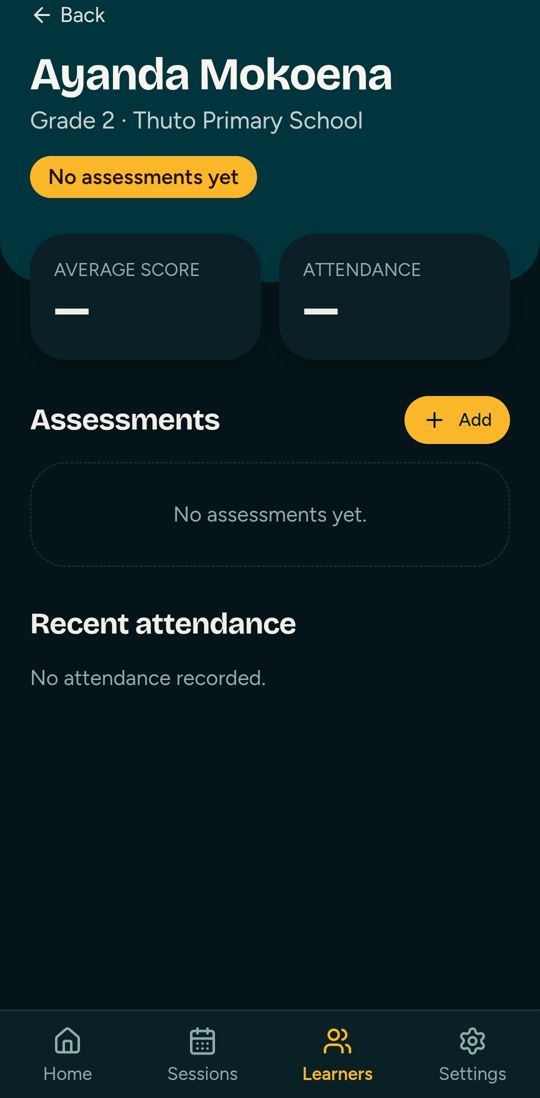 Back
Ayanda Mokoena
Grade 2 · Thuto Primary School
No assessments yet
AVERAGE SCORE
—
ATTENDANCE
—
Assessments
Add
No assessments yet.
Recent attendance
No attendance recorded.
Home
Sessions
Learners
Settings